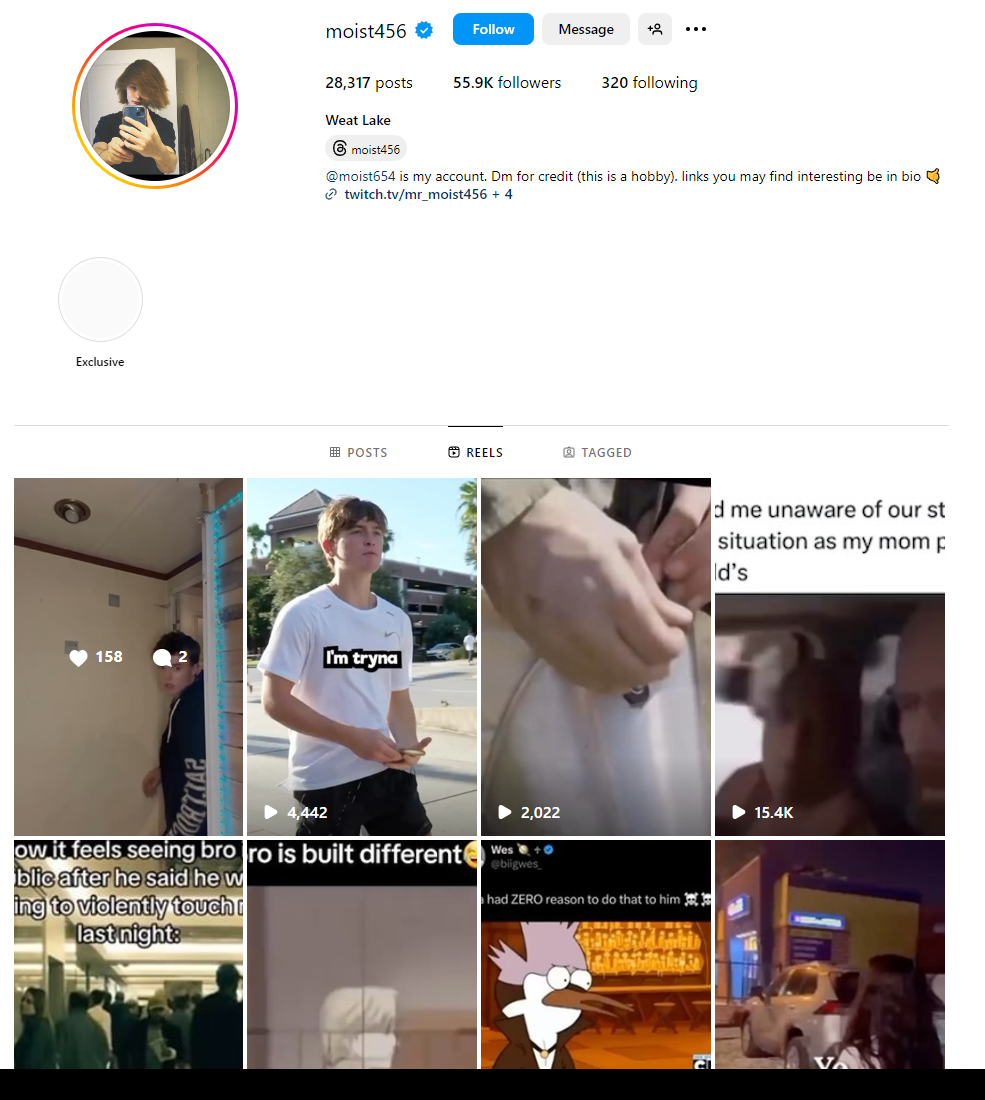 moist456 Follow Message
28,317 posts 55.9K followers 320 following
Weat Lake
moist456
@moist654 is my account. Dm for credit (this is a hobby). links you may find interesting be in bio
twitch.tv/mr_moist456 + 4
Exclusive
POSTS REELS TAGGED
158 2
I'm tryna
4,442
2,022
d me unaware of our st
situation as my mom p
ld's
15.4K
ow it feels seeing bro
blic after he said he w
ing to violently touch
last night:
ro is built different
Wes
@biigwes_
had ZERO reason to do that to him